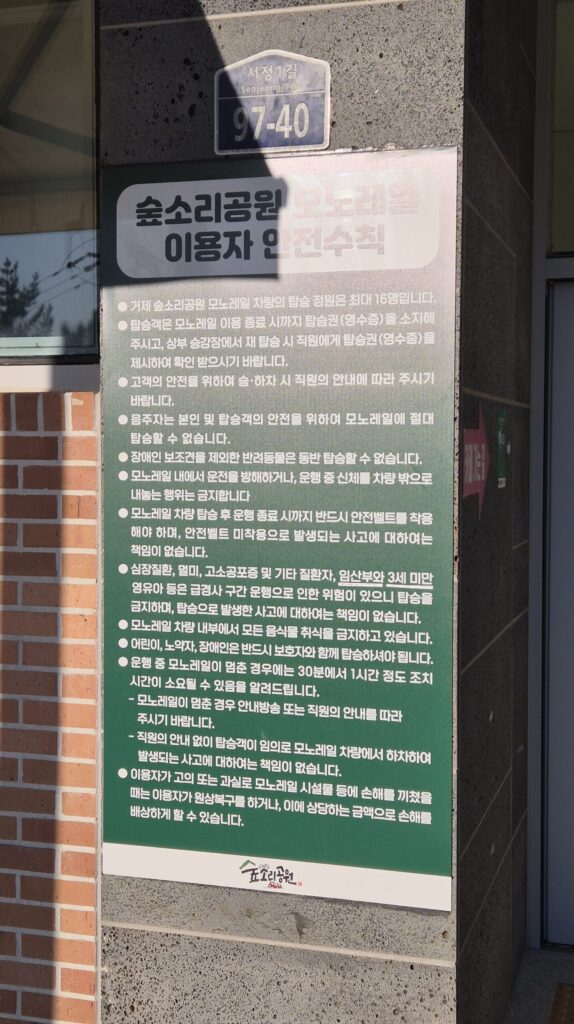 서정1길
Seojeong 1-gil
97-40
숲소리공원 모노레일
이용자 안전수칙
● 거제 숲소리공원 모노레일 차량의 탑승 정원은 최대 16명입니다.
● 탑승객은 모노레일 이용 종료 시까지 탑승권(영수증)을 소지해
주시고, 상부 승강장에서 재 탑승 시 직원에게 탑승권(영수증)을
제시하여 확인 받으시기 바랍니다.
● 고객의 안전을 위하여 승·하차 시 직원의 안내에 따라 주시기
바랍니다.
● 음주자는 본인 및 탑승객의 안전을 위하여 모노레일에 절대
탑승할 수 없습니다.
● 장애인 보조견을 제외한 반려동물은 동반 탑승할 수 없습니다.
● 모노레일 내에서 운전을 방해하거나, 운행 중 신체를 차량 밖으로
내놓는 행위는 금지합니다
● 모노레일 차량 탑승 후 운행 종료 시까지 반드시 안전벨트를 착용
해야 하며, 안전벨트 미착용으로 발생되는 사고에 대하여는
책임이 없습니다.
● 심장질환, 멀미, 고소공포증 및 기타 질환자, 임산부와 3세 미만
영유아 등은 급경사 구간 운행으로 인한 위험이 있으니 탑승을
금지하며, 탑승으로 발생한 사고에 대하여는 책임이 없습니다.
● 모노레일 차량 내부에서 모든 음식물 취식을 금지하고 있습니다.
● 어린이, 노약자, 장애인은 반드시 보호자와 함께 탑승하셔야 됩니다.
● 운행 중 모노레일이 멈춘 경우에는 30분에서 1시간 정도 조치
시간이 소요될 수 있음을 알려드립니다.
- 모노레일이 멈춘 경우 안내방송 또는 직원의 안내를 따라
주시기 바랍니다.
- 직원의 안내 없이 탑승객이 임의로 모노레일 차량에서 하차하여
발생되는 사고에 대하여는 책임이 없습니다.
● 이용자가 고의 또는 과실로 모노레일 시설물 등에 손해를 끼쳤을
때는 이용자가 원상복구를 하거나, 이에 상당하는 금액으로 손해를
배상하게 할 수 있습니다.
숲소리공원